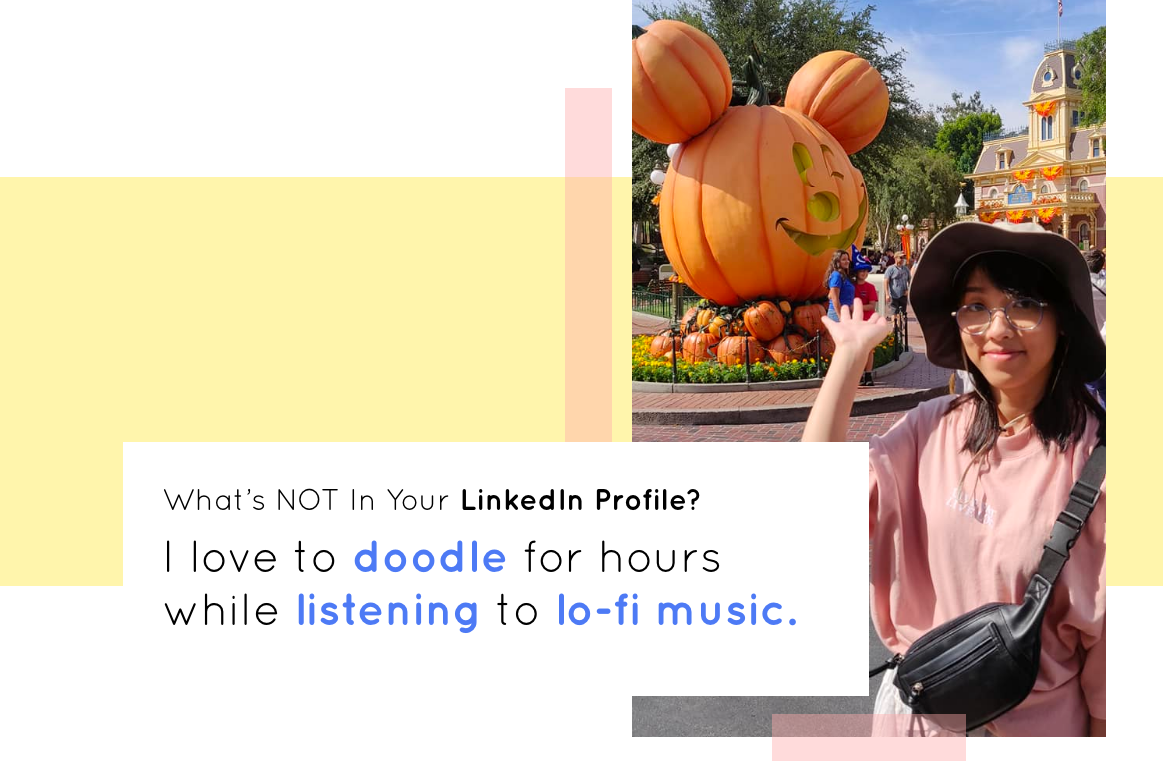 What's NOT In Your LinkedIn Profile?
I love to doodle for hours
while listening to lo-fi music.